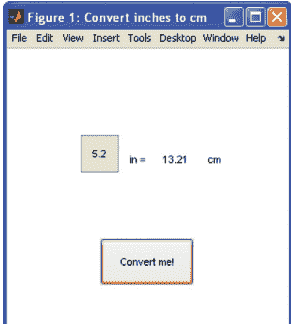 Figure 1: Convert inches to cm
File Edit View Insert Tools Desktop Window Help
5.2 in = 13.21 cm
Convert me!